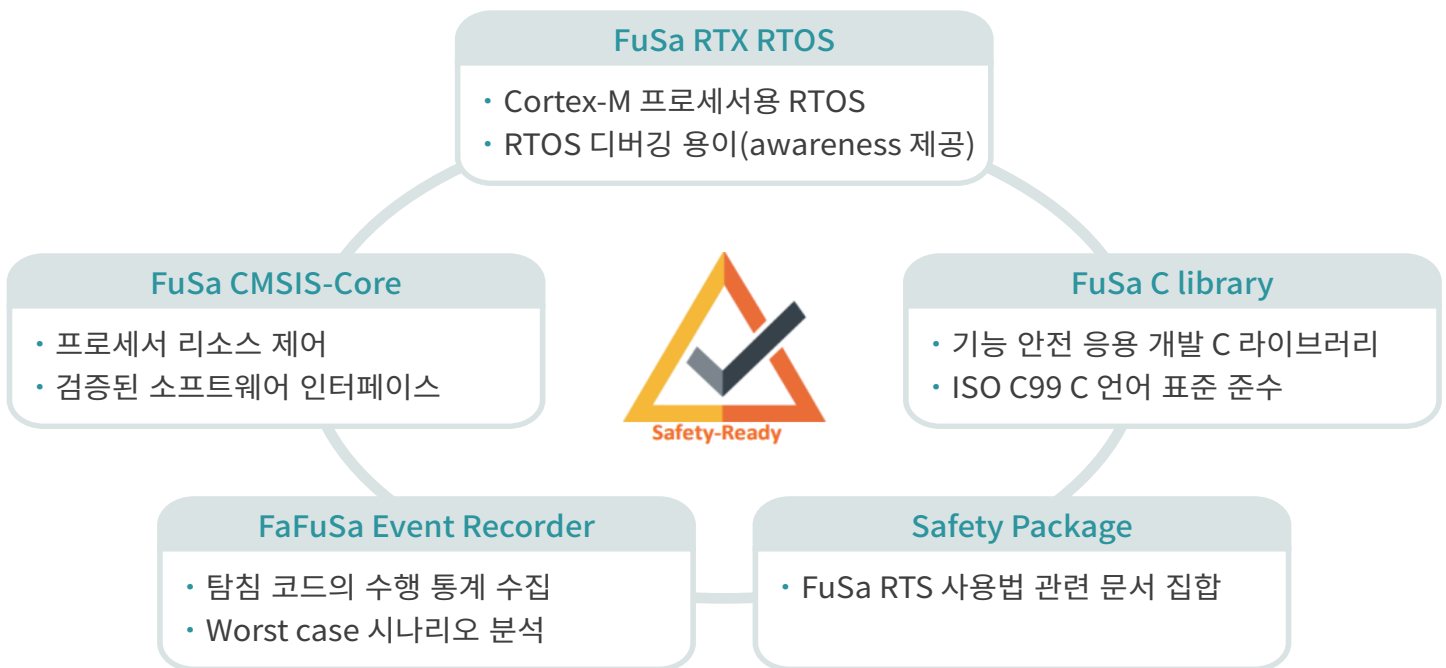 FuSa RTX RTOS
· Cortex-M 프로세서용 RTOS
· RTOS 디버깅 용이(awareness 제공)
FuSa CMSIS-Core
· 프로세서 리소스 제어
· 검증된 소프트웨어 인터페이스
Safety-Ready
FuSa C library
· 기능 안전 응용 개발 C 라이브러리
· ISO C99 C 언어 표준 준수
FaFuSa Event Recorder
· 탐침 코드의 수행 통계 수집
· Worst case 시나리오 분석
Safety Package
· FuSa RTS 사용법 관련 문서 집합